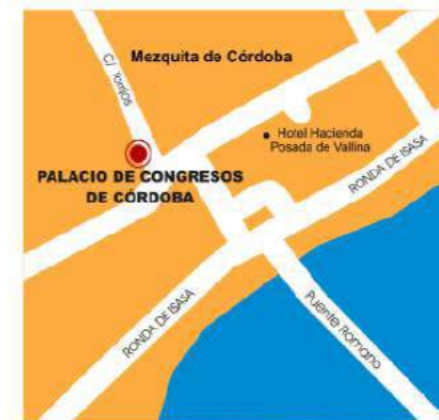 C/ Torrijos
Mezquita de Córdoba
Hotel Hacienda
Posada de Vallina
PALACIO DE CONGRESOS
DE CÓRDOBA
RONDA DE ISASA
RONDA DE ISASA
Puente Romano